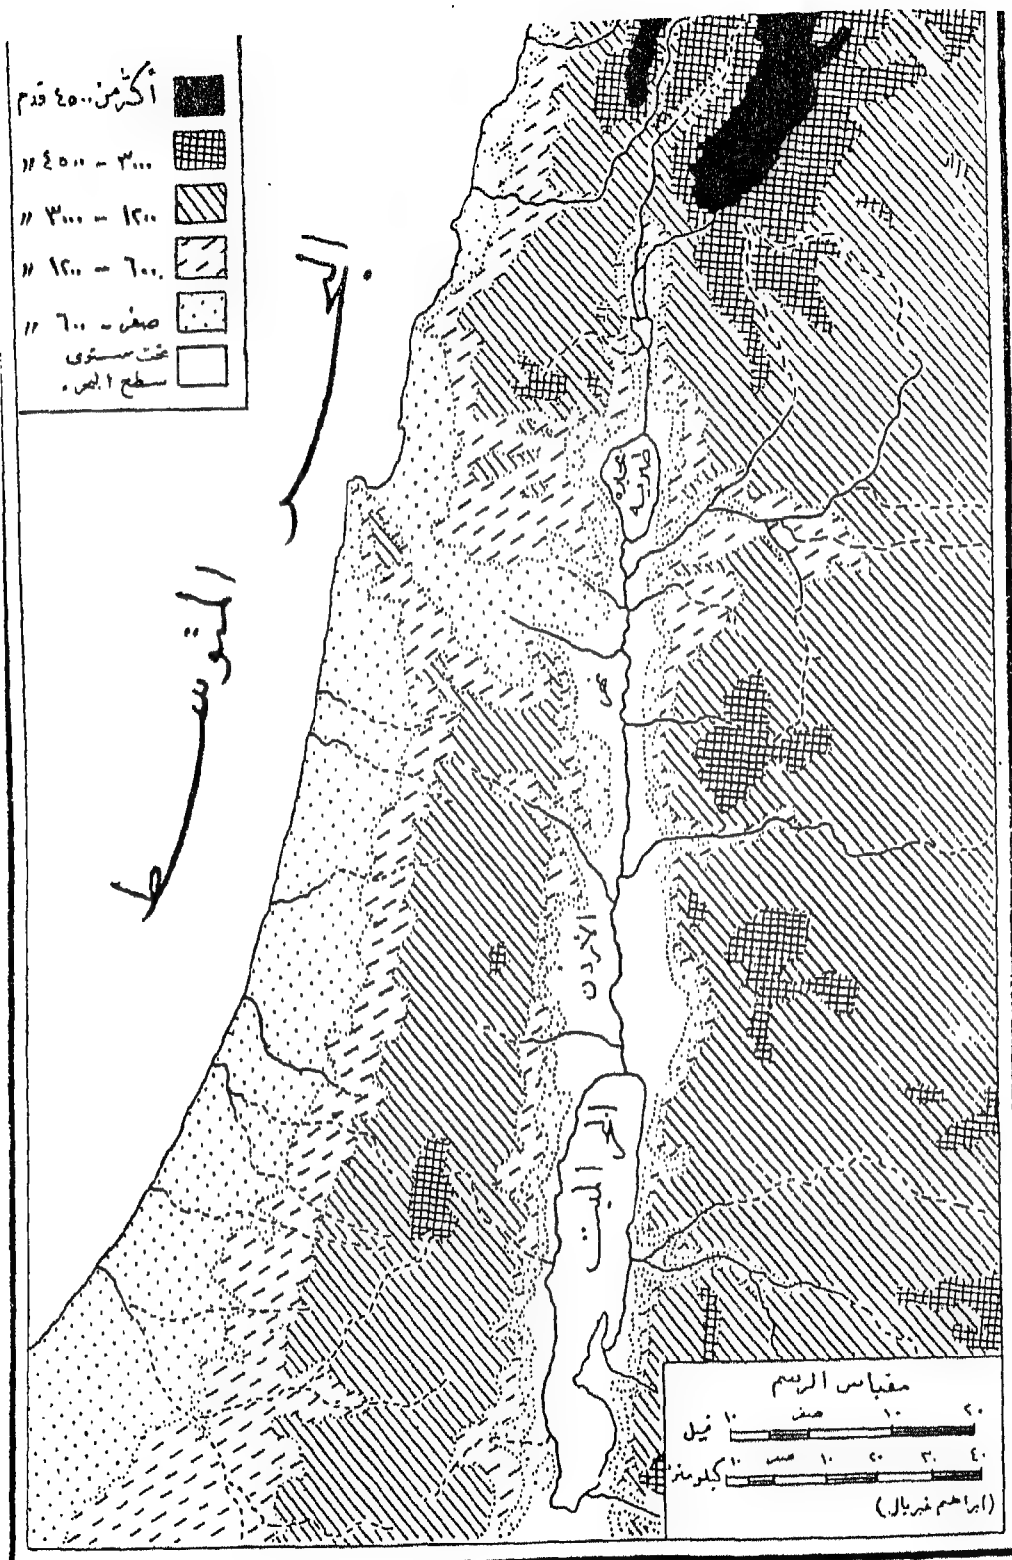 أكثر من ٤٥٠٠ قدم
٣٠٠٠ - ٤٥٠٠ "
١٢٠٠ - ٣٠٠٠ "
٦٠٠ - ١٢٠٠ "
صفر - ٦٠٠ "
تحت مستوى
سطح البحر
البحر
المتوسط
بحيرة طبرية
نهر
الأردن
البحر الميت
مقياس الرسم
ميل ١٠ صفر ١٠ ٢٠
كيلومتر ١٠ صفر ١٠ ٢٠ ٣٠ ٤٠
(ابراهيم غبريال)